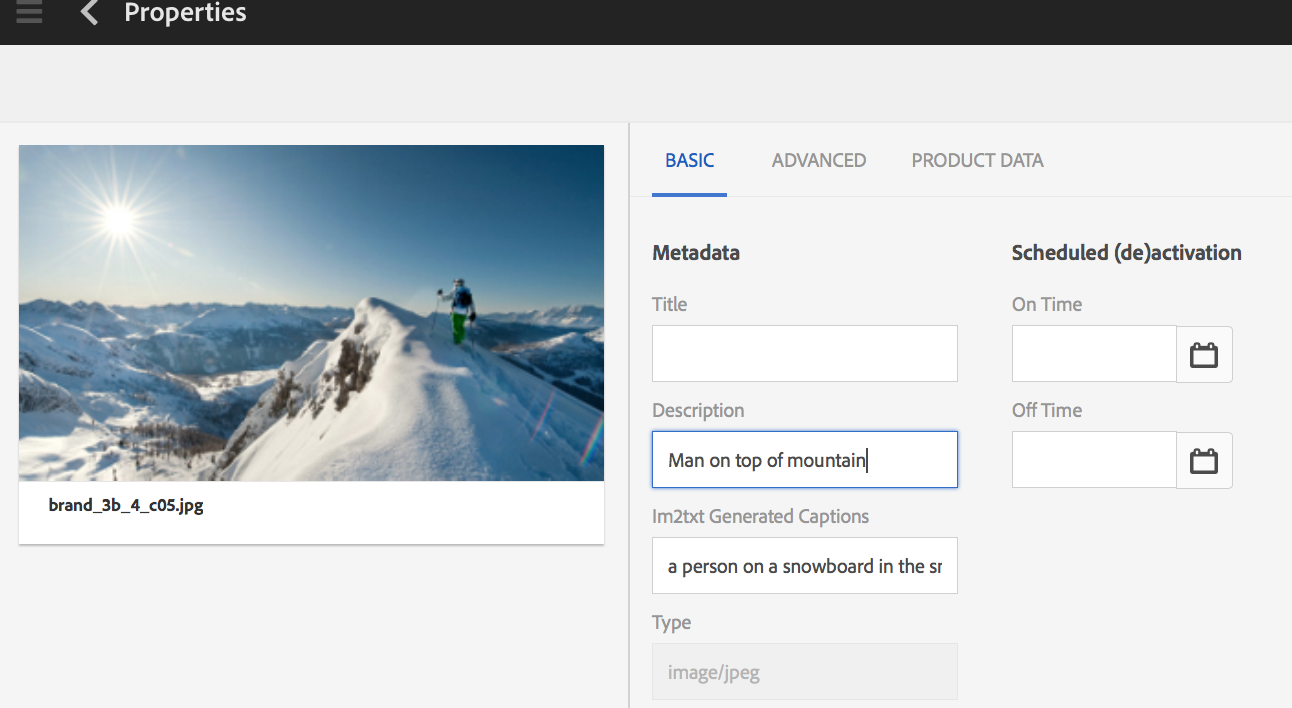 Properties
BASIC ADVANCED PRODUCT DATA
Metadata
Title
Description
Man on top of mountain
Im2txt Generated Captions
a person on a snowboard in the
Type
image/jpeg
Scheduled (de)activation
On Time
Off Time
brand_3b_4_c05.jpg